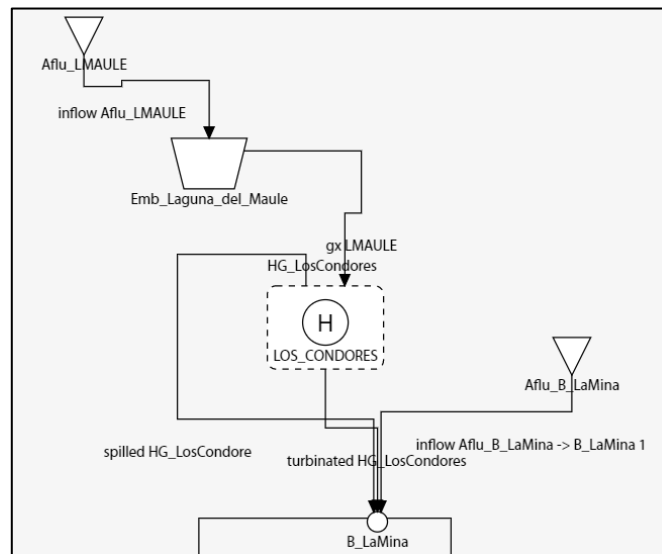 Aflu_LMAULE
inflow Aflu_LMAULE
Emb_Laguna_del_Maule
gx LMAULE
HG_LosCondores
H
LOS_CONDORES
Aflu_B_LaMina
inflow Aflu_B_LaMina -> B_LaMina 1
spilled HG_LosCondore
turbinated HG_LosCondores
B_LaMina